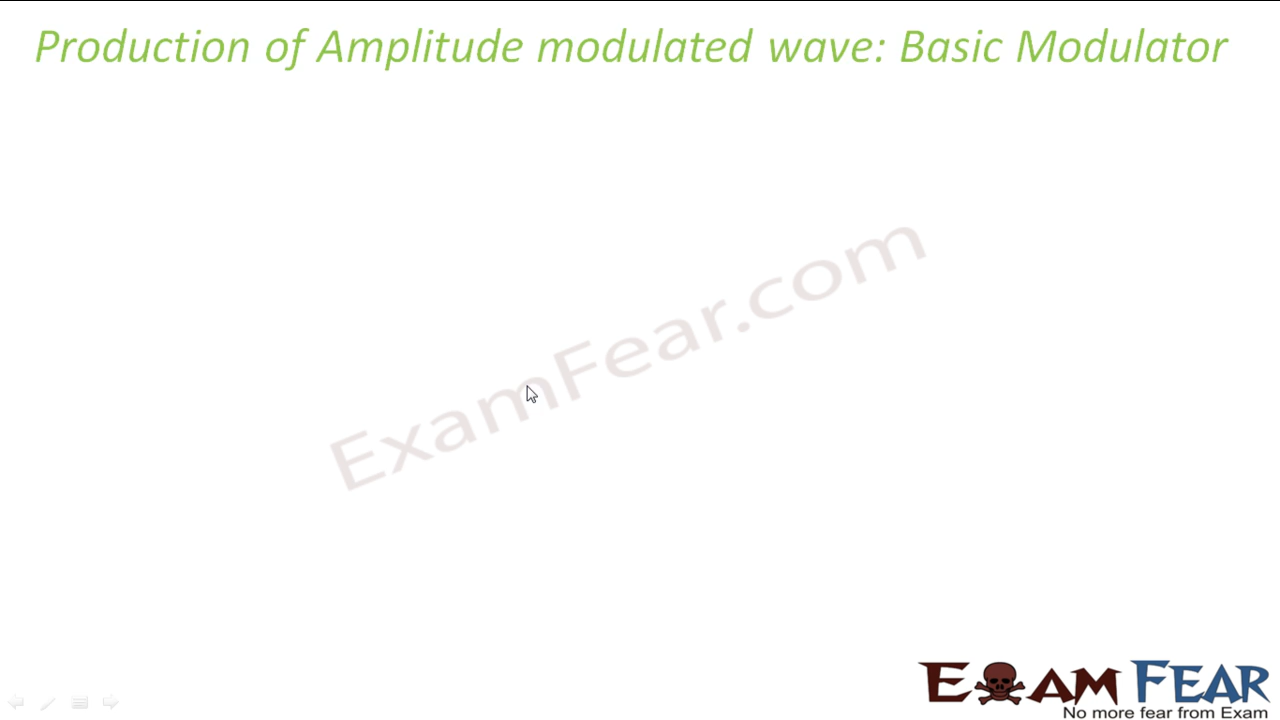 Production of Amplitude modulated wave: Basic Modulator
ExamFear.com
EXAM FEAR
No more fear from Exam